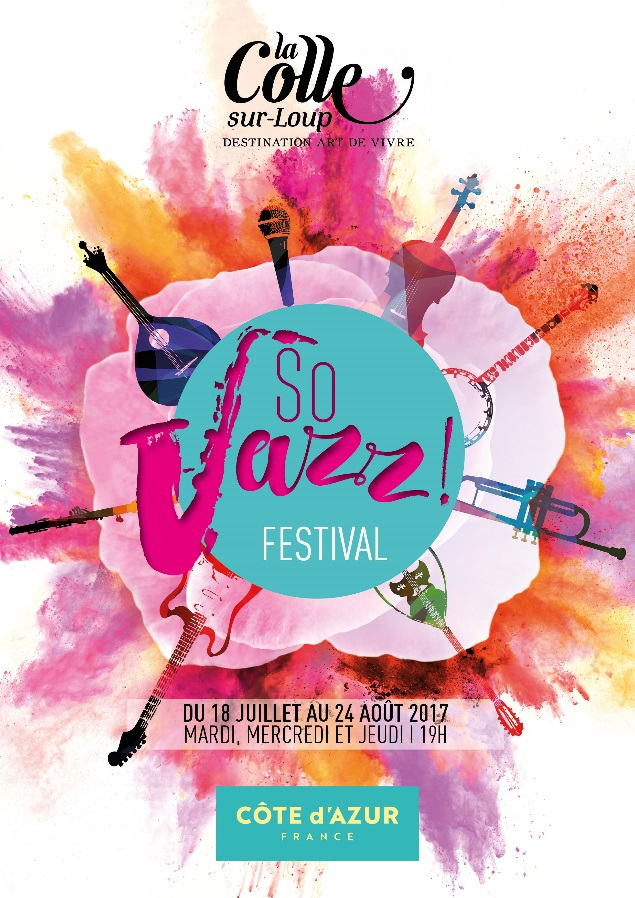 la
Colle
sur-Loup
DESTINATION ART DE VIVRE
So
Jazz!
FESTIVAL
DU 18 JUILLET AU 24 AOÛT 2017
MARDI, MERCREDI ET JEUDI | 19H
CÔTE d'AZUR
FRANCE